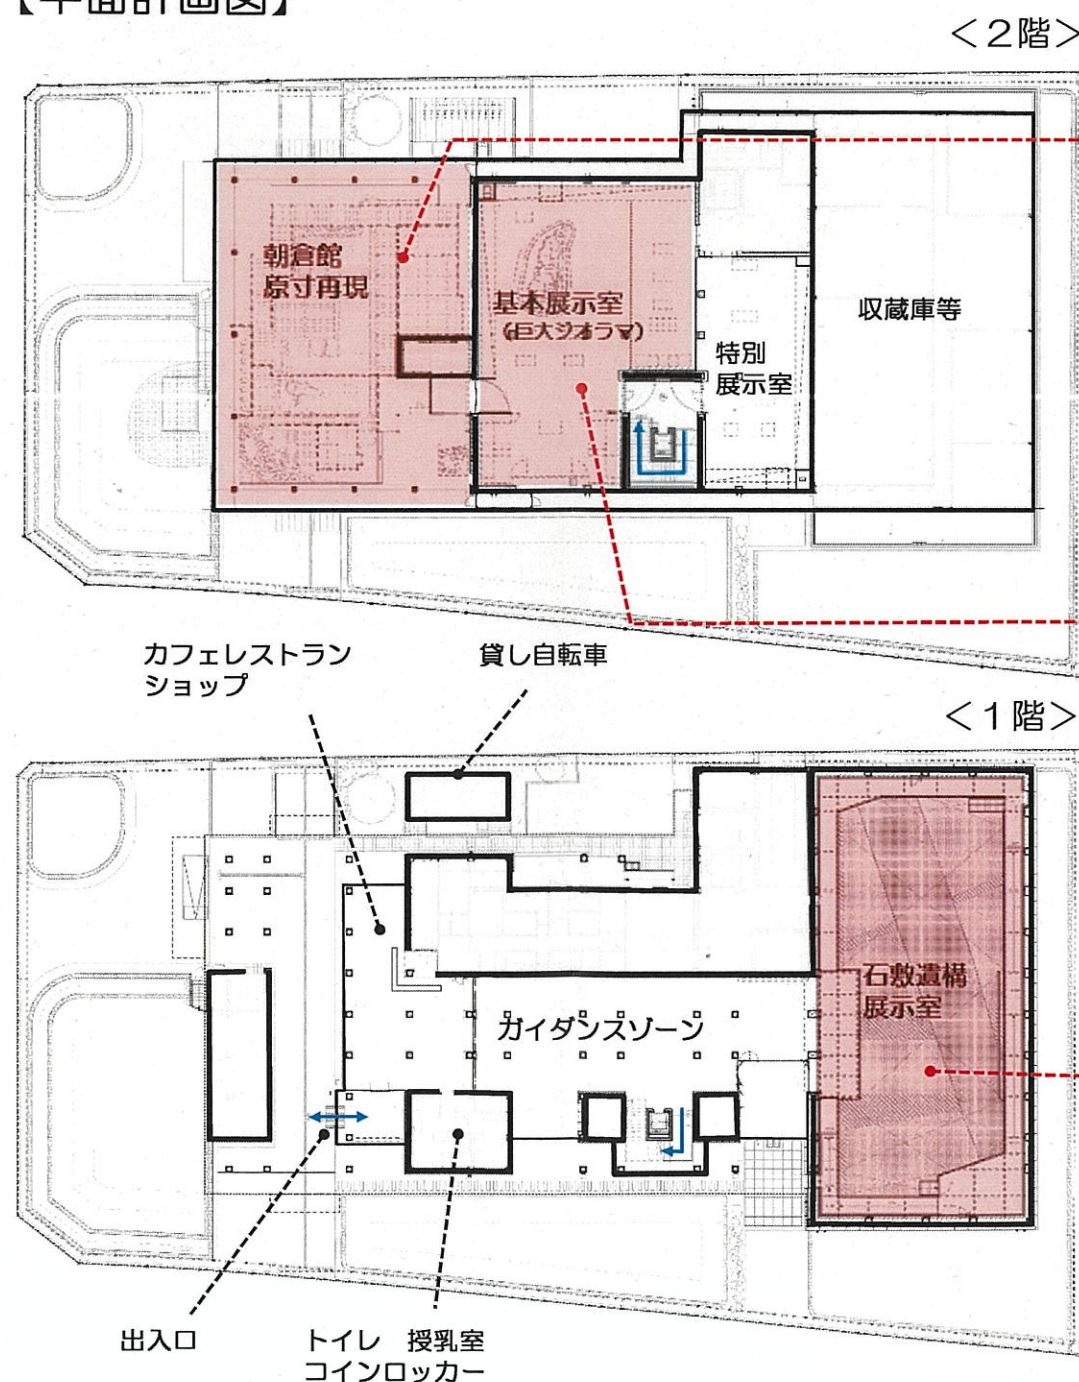 【平面計画図】
＜２階＞
朝倉館
原寸再現
基本展示室
（巨大ジオラマ）
特別
展示室
収蔵庫等
カフェレストラン
ショップ
貸し自転車
＜１階＞
石敷遺構
展示室
ガイダンスゾーン
出入口
トイレ　授乳室
コインロッカー